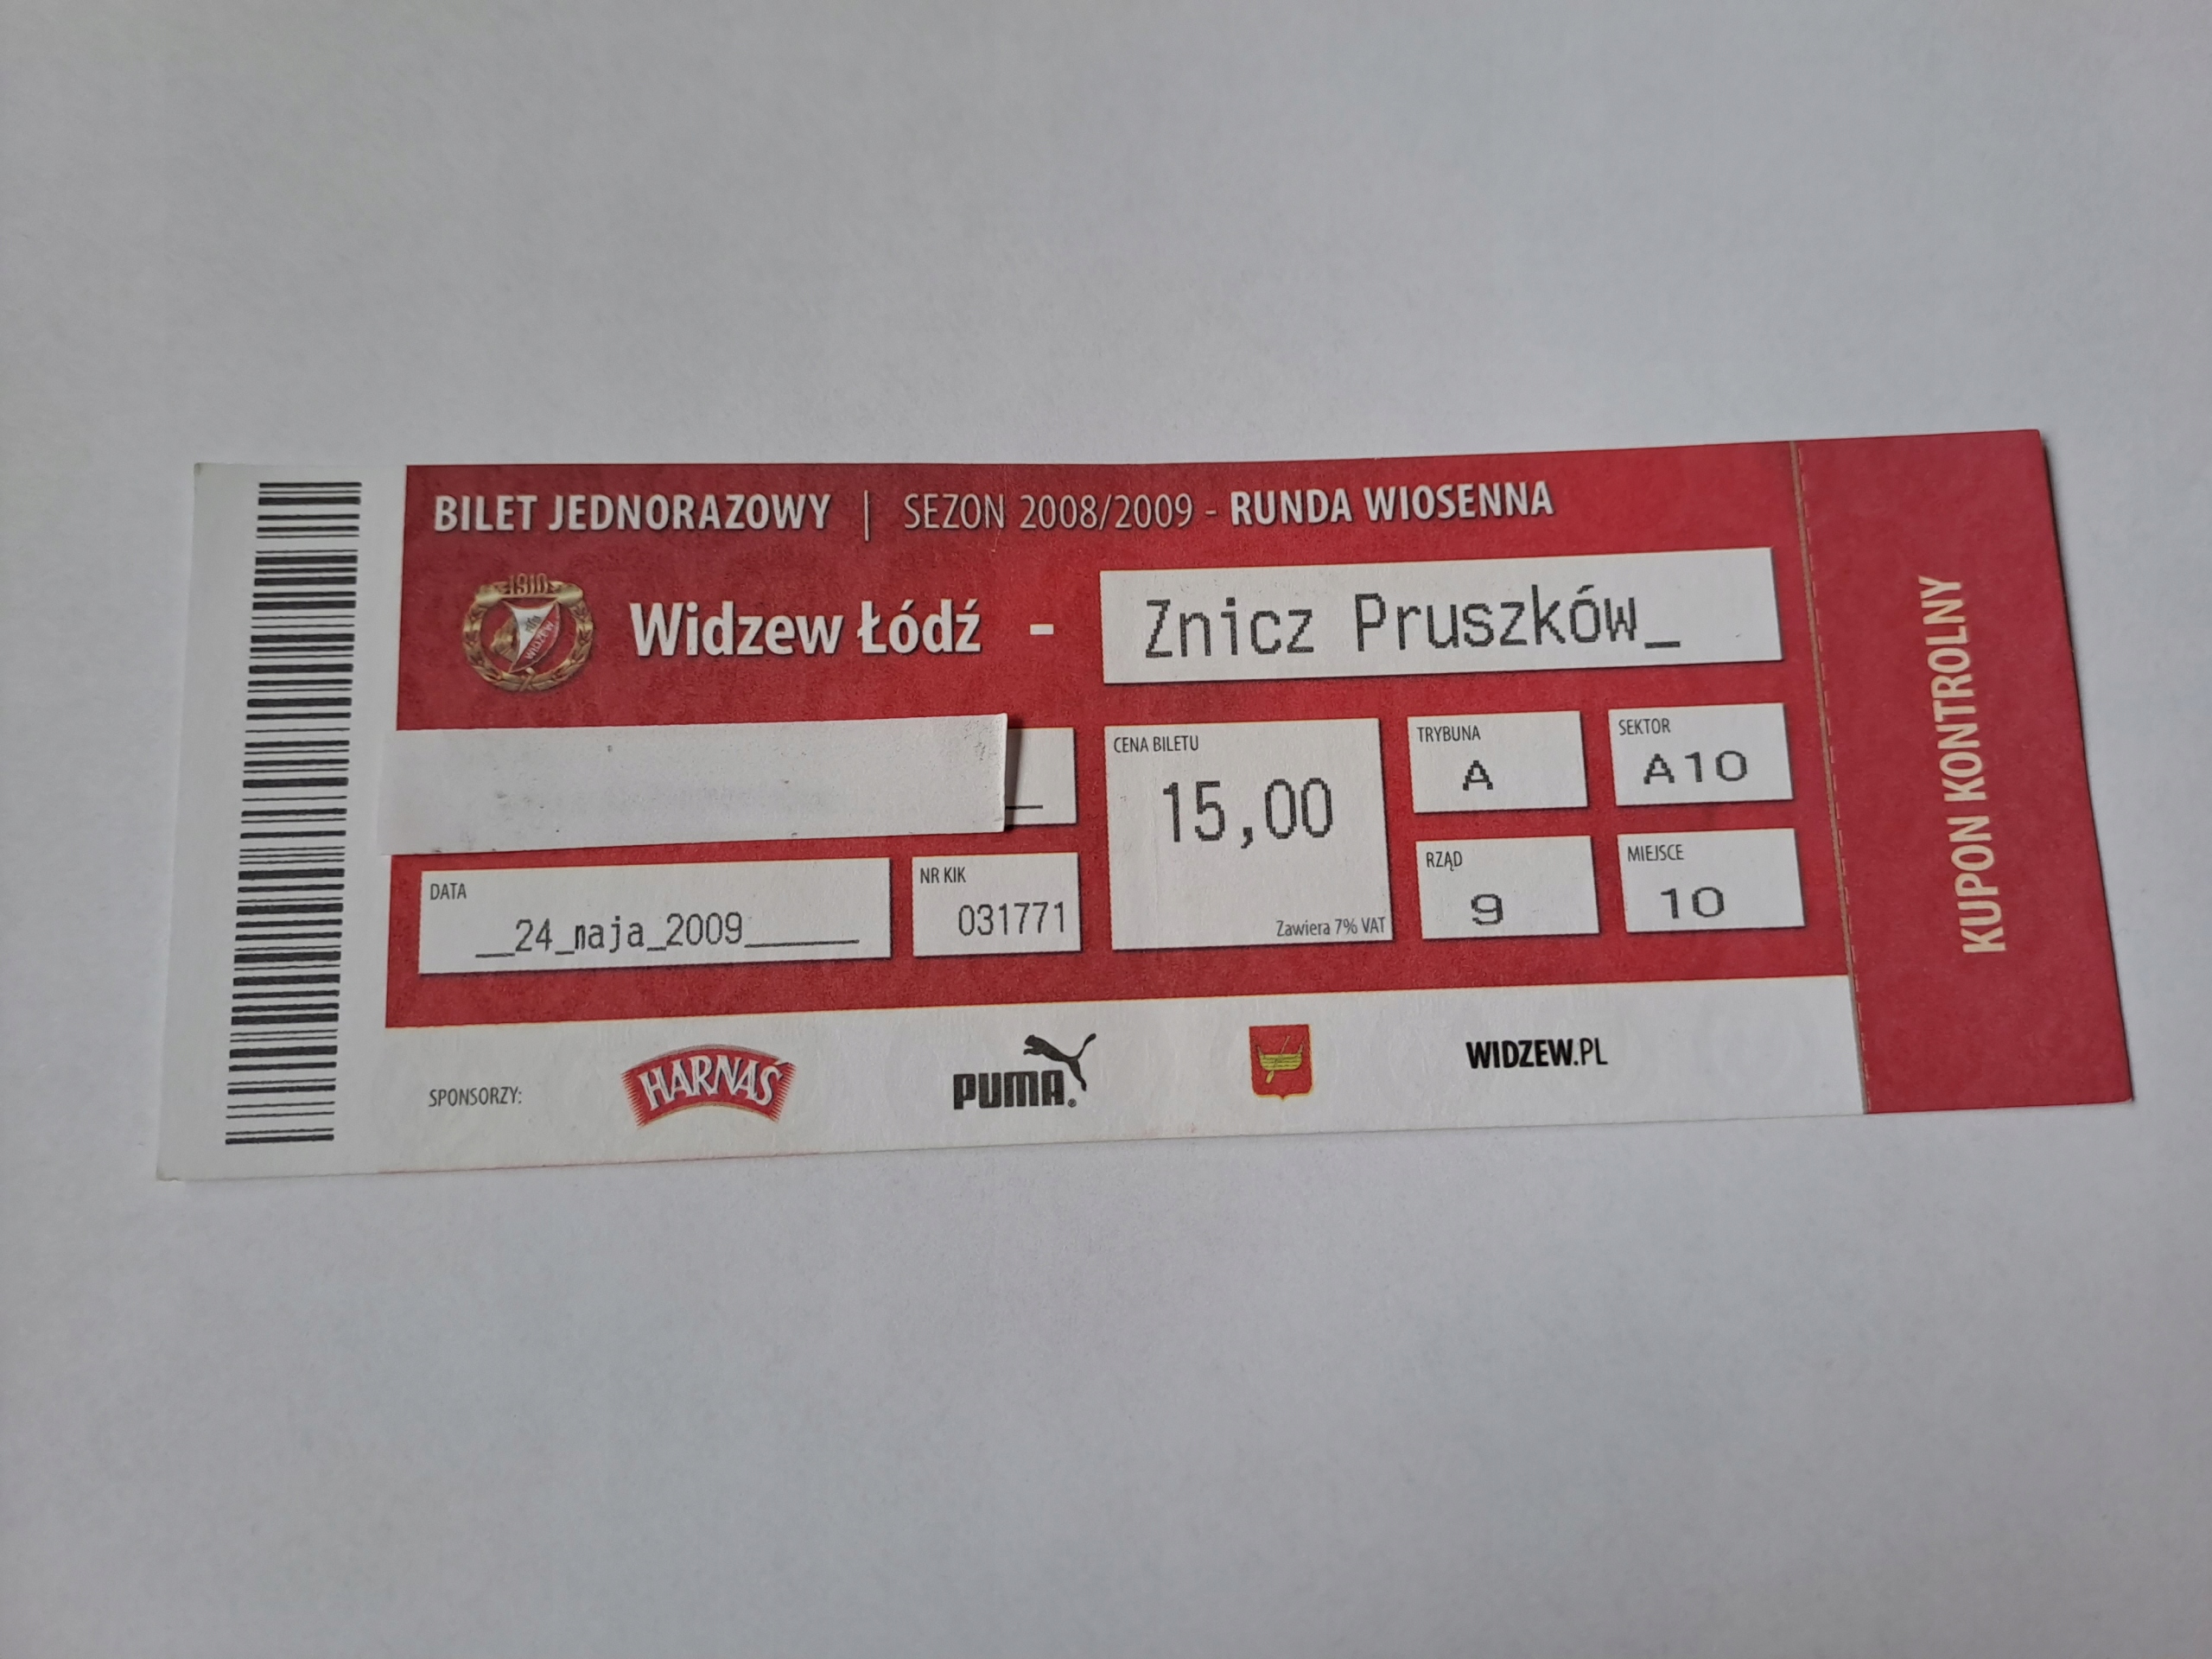 BILET JEDNORAZOWY | SEZON 2008/2009 - RUNDA WIOSENNA
1910
WIDZEW
Widzew Łódź - Znicz Pruszków_
CENA BILETU
15,00
Zawiera 7% VAT
TRYBUNA
A
SEKTOR
A10
DATA
__24_maja_2009______
NR KIK
031771
RZĄD
9
MIEJSCE
10
SPONSORZY:
HARNAŚ
PUMA®
WIDZEW.PL
KUPON KONTROLNY